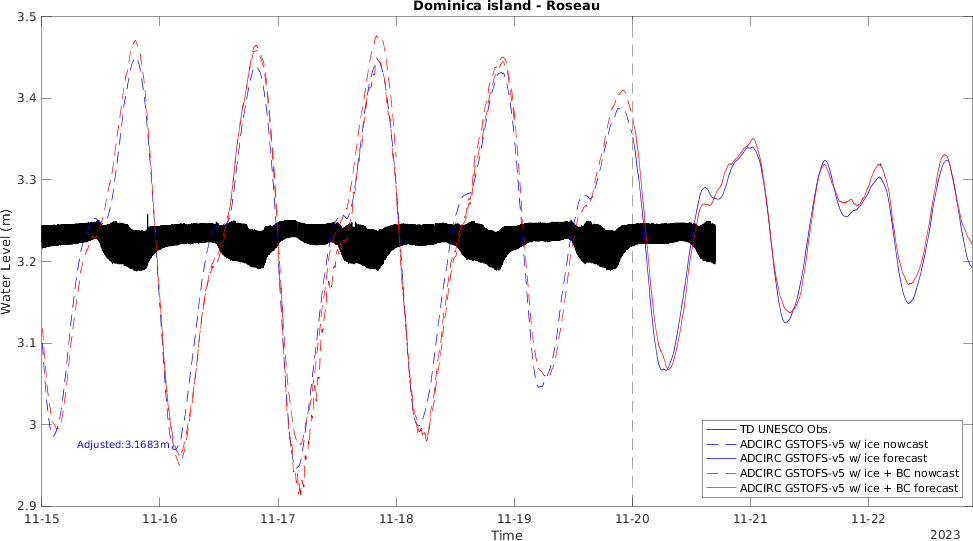 Dominica island - Roseau
3.5
3.4
3.3
3.2
3.1
3
2.9
Water Level (m)
Adjusted:3.1683m
TD UNESCO Obs.
ADCIRC GSTOFS-v5 w/ ice nowcast
ADCIRC GSTOFS-v5 w/ ice forecast
ADCIRC GSTOFS-v5 w/ ice + BC nowcast
ADCIRC GSTOFS-v5 w/ ice + BC forecast
11-15 11-16 11-17 11-18 11-19 11-20 11-21 11-22
Time
2023